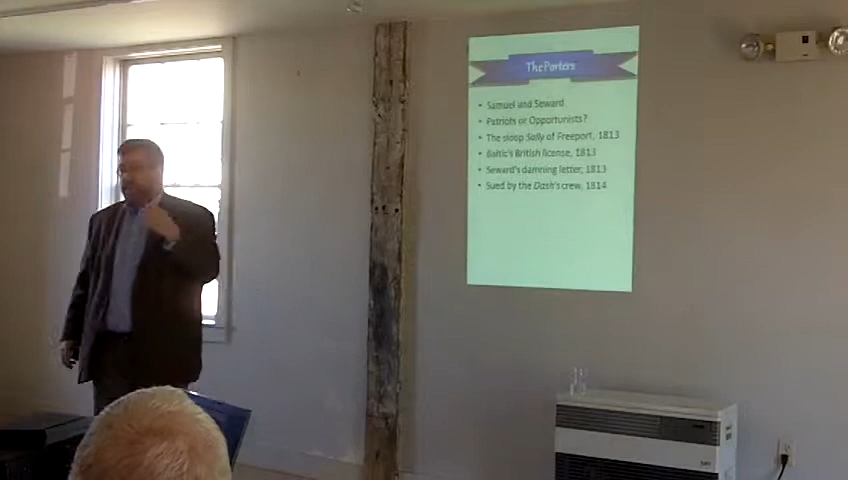 The Porters
• Samuel and Seward
• Patriots or Opportunists?
• The sloop Sally of Freeport, 1813
• Baltic's British license, 1813
• Seward's damning letter, 1813
• Sued by the Dash's crew, 1814